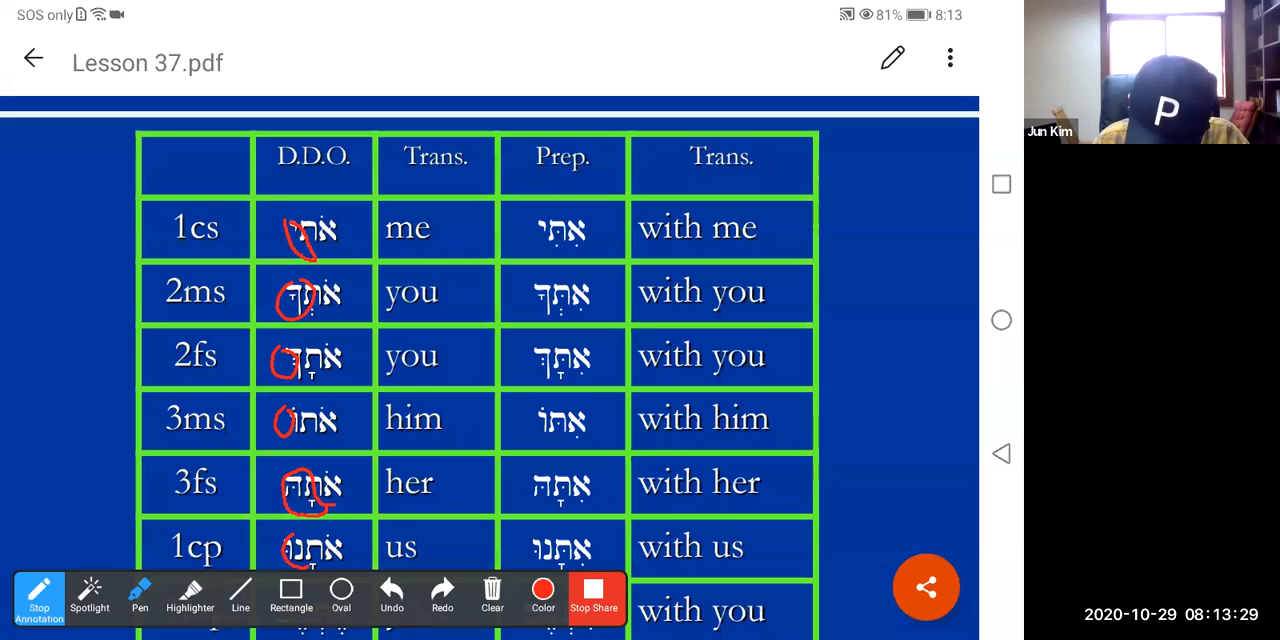 SOS only 81% 8:13
Lesson 37.pdf
D.D.O. Trans. Prep. Trans.
1cs אֹתִי me אִתִּי with me
2ms אֹתְךָ you אִתְּךָ with you
2fs אֹתָךְ you אִתָּךְ with you
3ms אֹתוֹ him אִתּוֹ with him
3fs אֹתָהּ her אִתָּהּ with her
1cp אֹתָנוּ us אִתָּנוּ with us
with you
Stop Annotation Spotlight Pen Highlighter Line Rectangle Oval Undo Redo Clear Color Stop Share
Jun Kim
P
2020-10-29 08:13:29